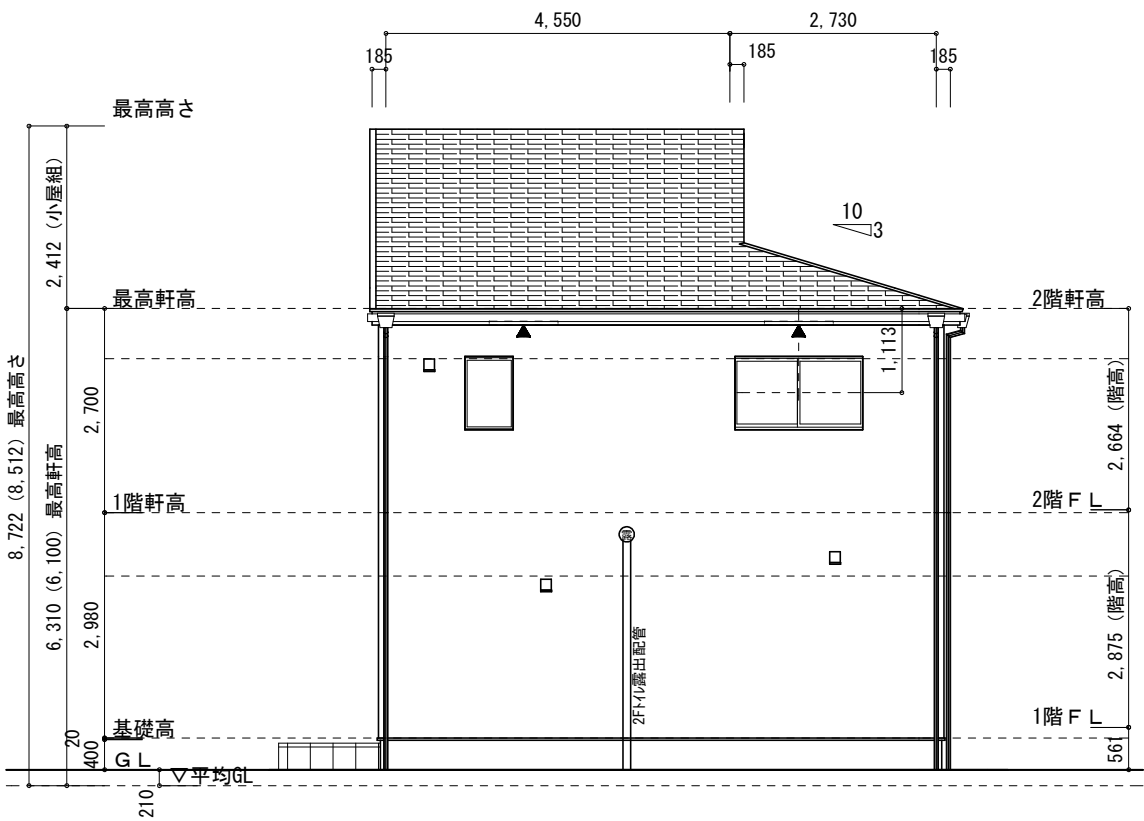 4,550
2,730
185
185
185
最高高さ
10
3
2,412 (小屋組)
最高軒高
2階軒高
1,113
2,700
2,664 (階高)
8,722 (8,512) 最高高さ
6,310 (6,100) 最高軒高
1階軒高
2階FL
露
2,980
2,875 (階高)
2Fトイレ露出配管
基礎高
1階FL
20
400
GL
561
▽平均GL
210